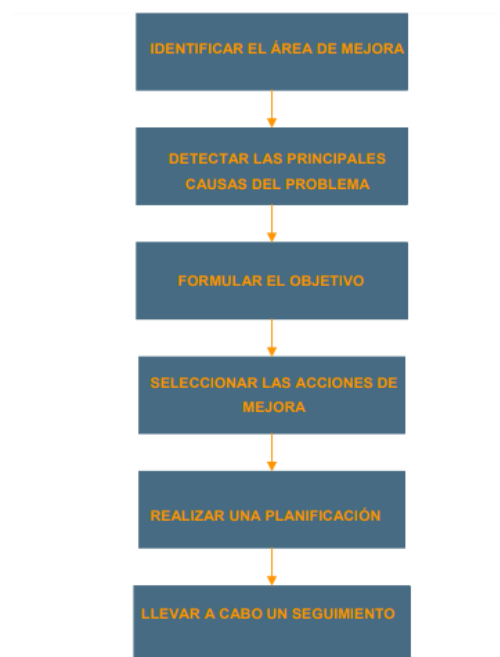 IDENTIFICAR EL ÁREA DE MEJORA
DETECTAR LAS PRINCIPALES
CAUSAS DEL PROBLEMA
FORMULAR EL OBJETIVO
SELECCIONAR LAS ACCIONES DE
MEJORA
REALIZAR UNA PLANIFICACIÓN
LLEVAR A CABO UN SEGUIMIENTO